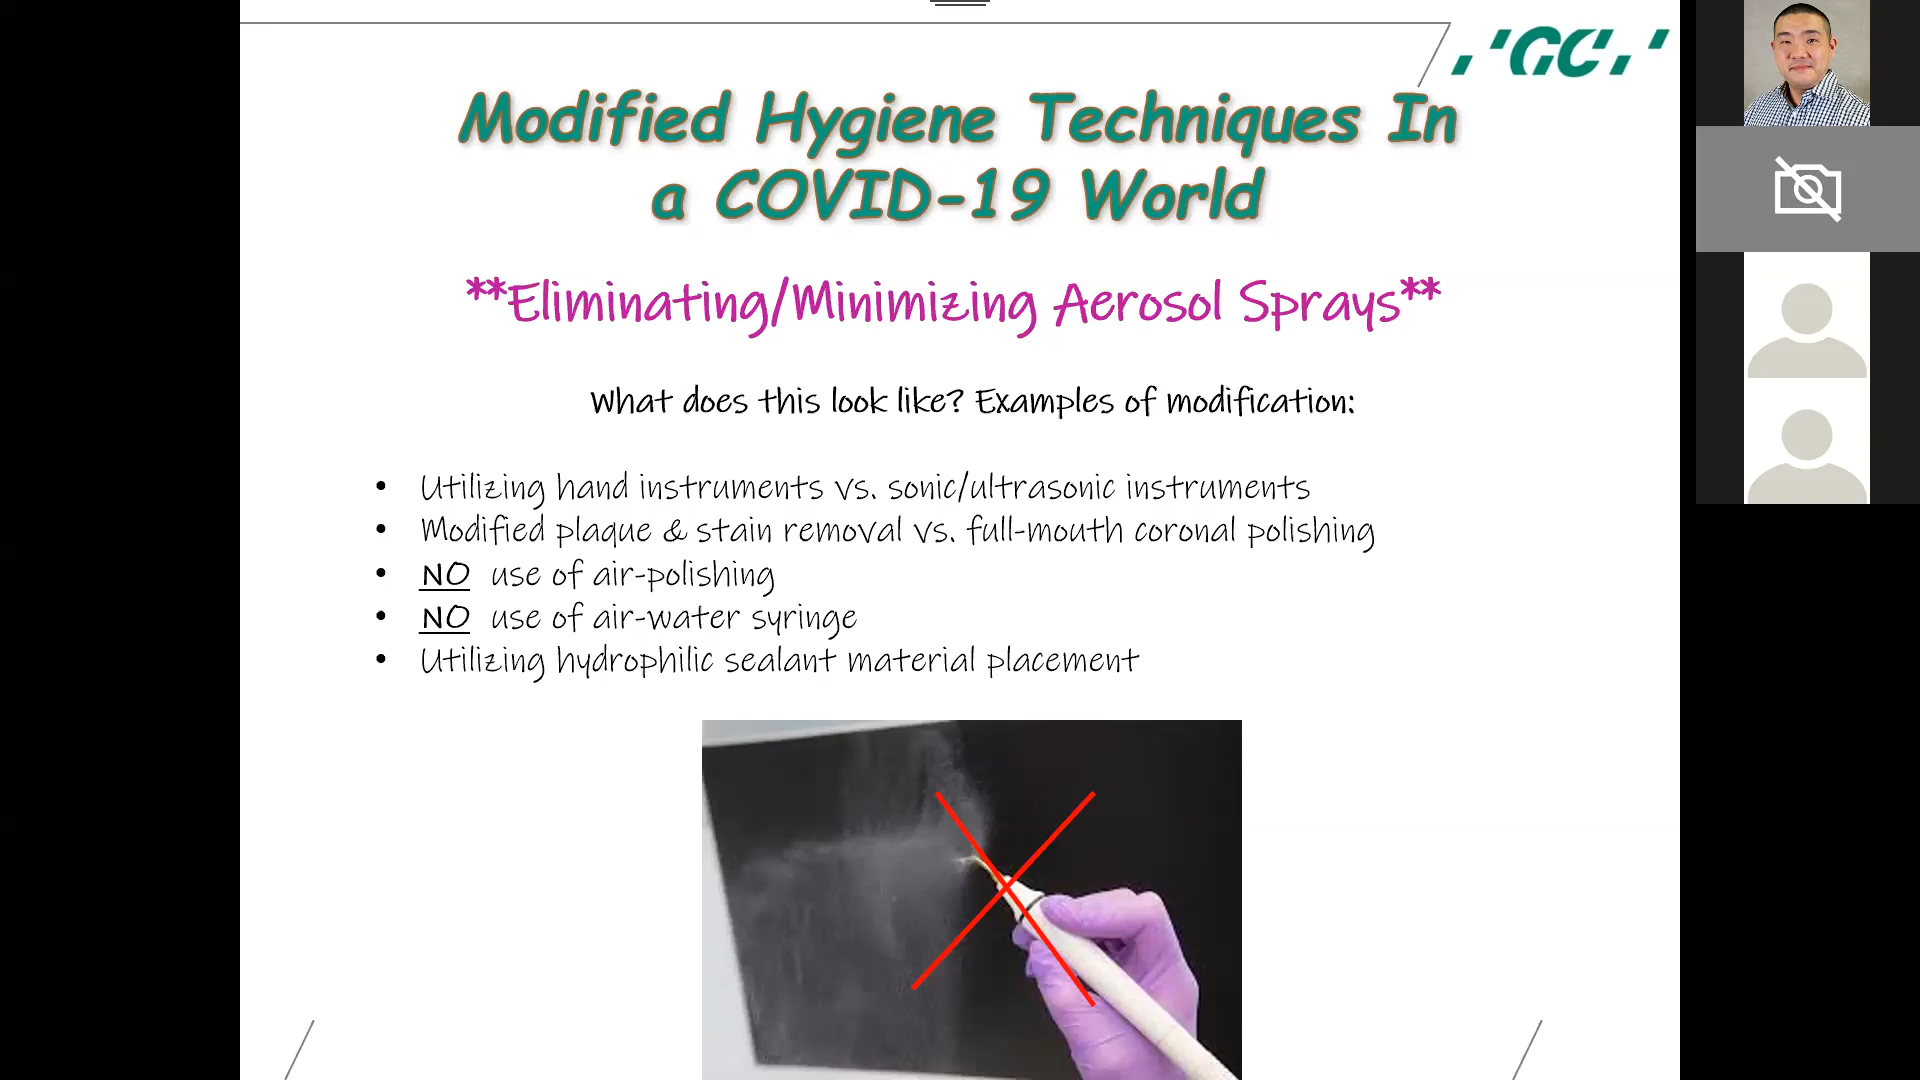 'GC'
Modified Hygiene Techniques In
a COVID-19 World
**Eliminating/Minimizing Aerosol Sprays**
What does this look like? Examples of modification:
• Utilizing hand instruments vs. sonic/ultrasonic instruments
• Modified plaque & stain removal vs. full-mouth coronal polishing
• NO use of air-polishing
• NO use of air-water syringe
• Utilizing hydrophilic sealant material placement